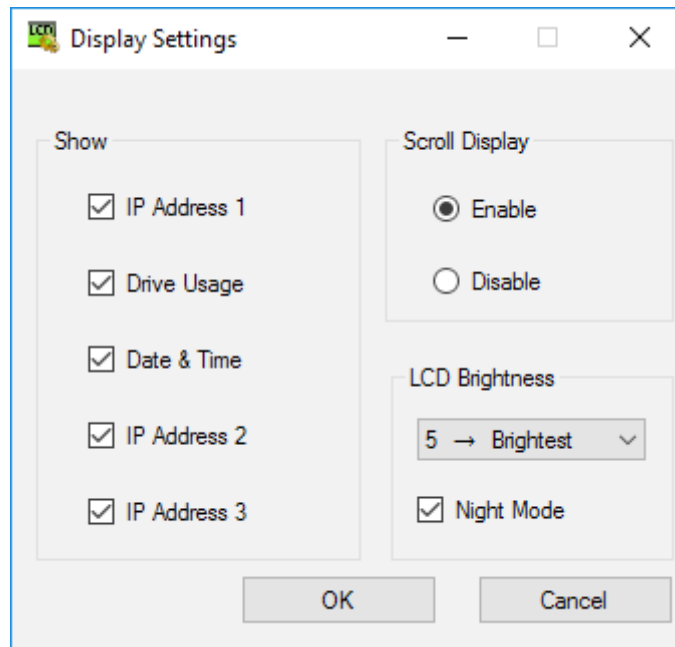 LCD
Display Settings
Show
IP Address 1
Drive Usage
Date & Time
IP Address 2
IP Address 3
Scroll Display
Enable
Disable
LCD Brightness
5 → Brightest
Night Mode
OK
Cancel